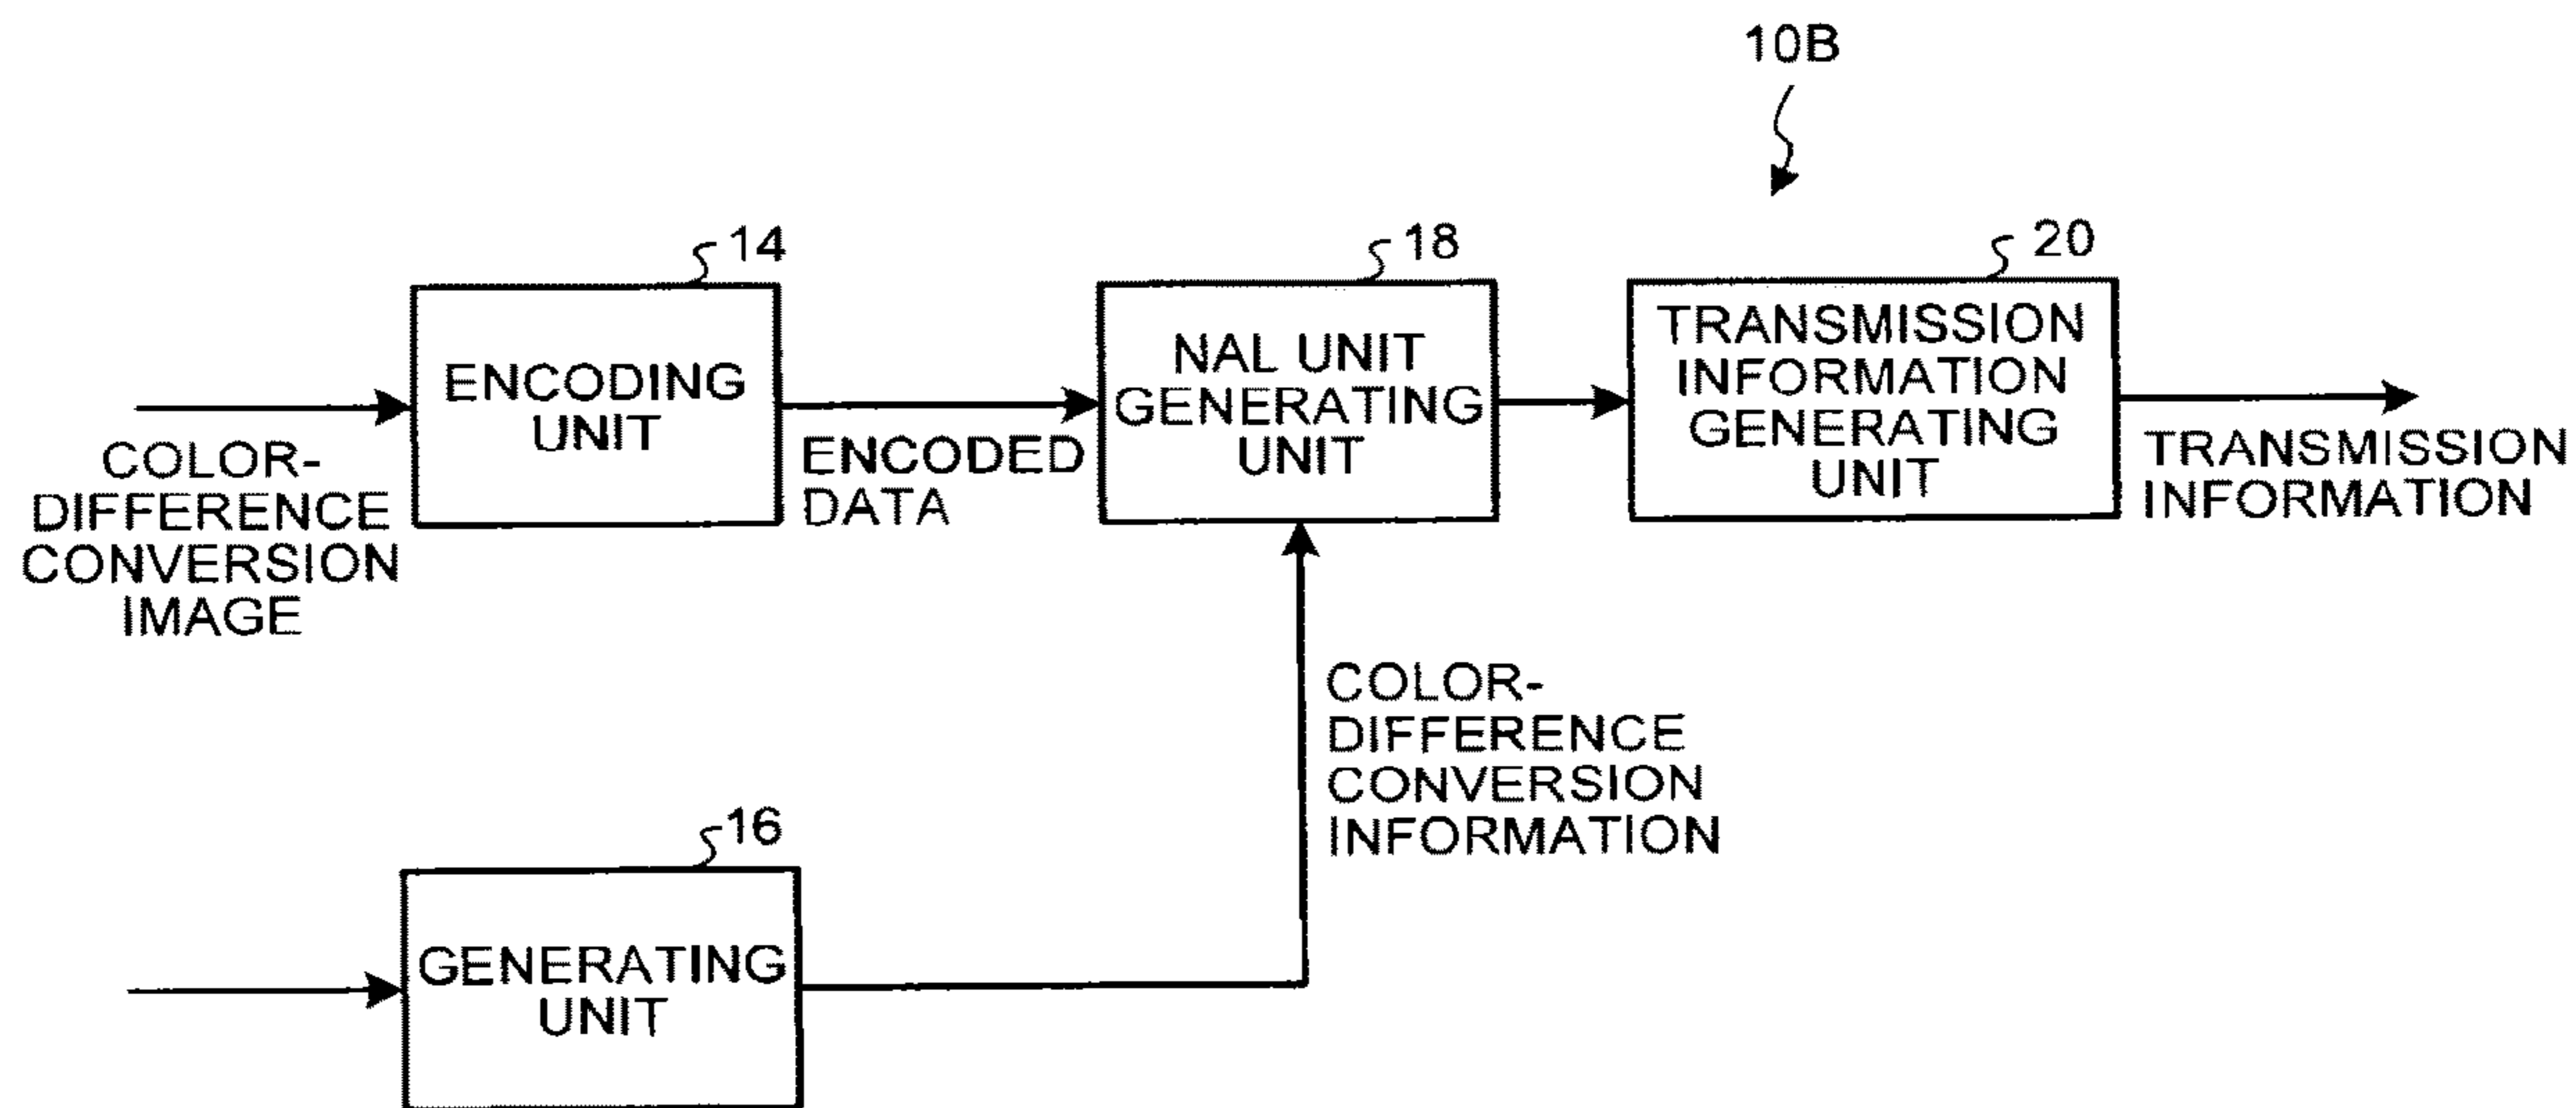 10B
14
18
20
ENCODING
UNIT
NAL UNIT
GENERATING
UNIT
TRANSMISSION
INFORMATION
GENERATING
UNIT
COLOR-
DIFFERENCE
CONVERSION
IMAGE
ENCODED
DATA
TRANSMISSION
INFORMATION
COLOR-
DIFFERENCE
CONVERSION
INFORMATION
16
GENERATING
UNIT